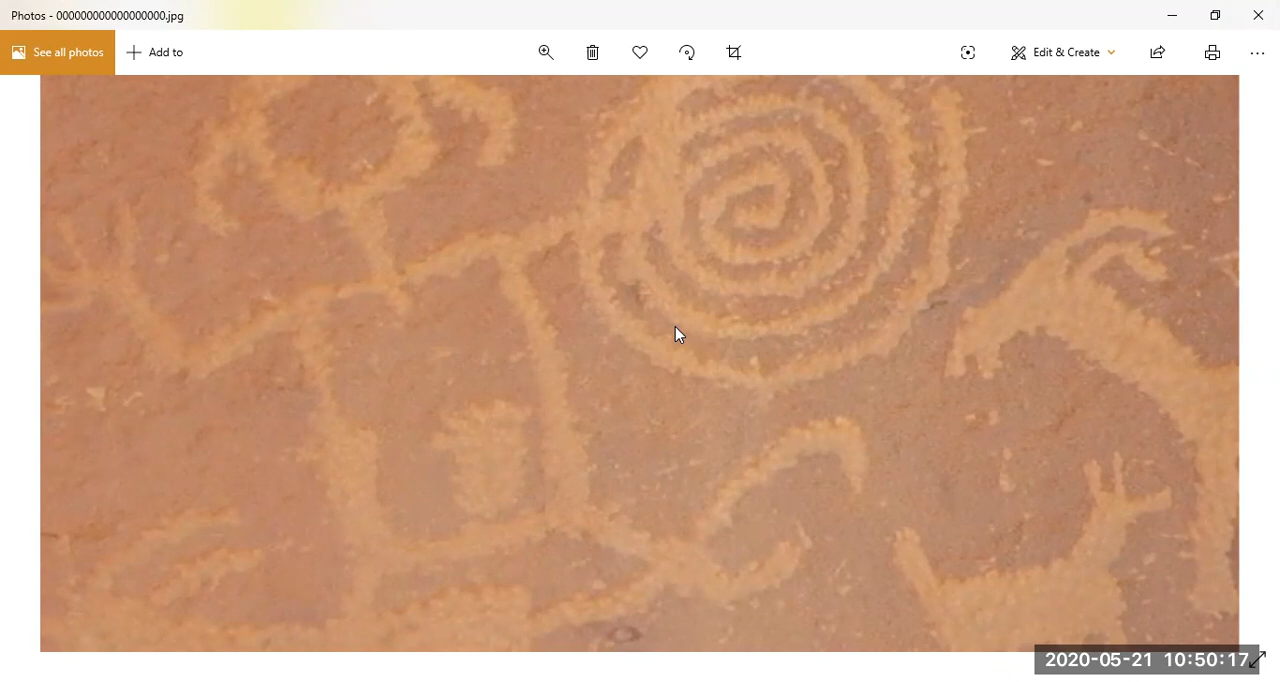 Photos - 000000000000000000.jpg
See all photos
Add to
Edit & Create
2020-05-21 10:50:17